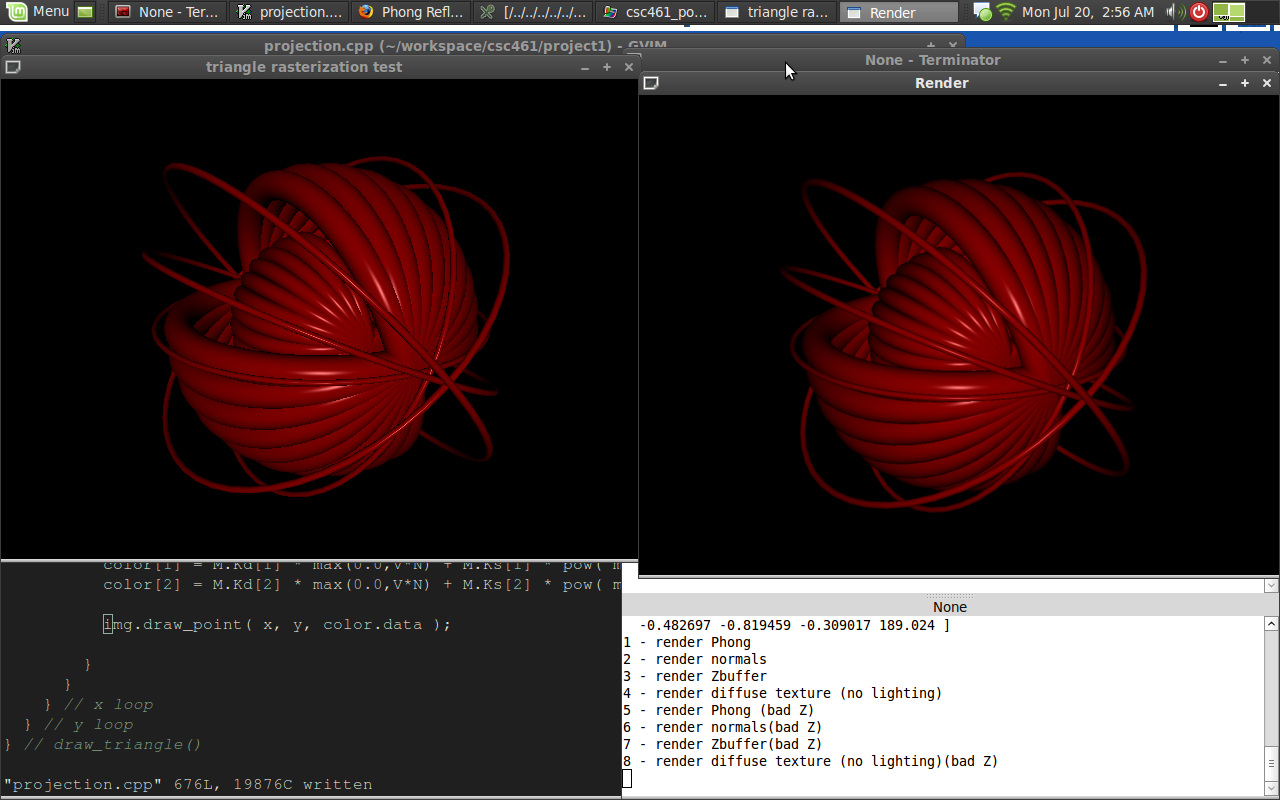 Menu
None - Ter...
projection....
Phong Refl...
[/../../../../...
csc461_po...
triangle ra...
Render
Mon Jul 20, 2:56 AM
projection.cpp (~/workspace/csc461/project1) - GVIM
None - Terminator
triangle rasterization test
Render
color[1] = M.Kd[1] * max(0.0,V*N) + M.Ks[1] * pow( m
color[2] = M.Kd[2] * max(0.0,V*N) + M.Ks[2] * pow( m
img.draw_point( x, y, color.data );
}
}
} // x loop
} // y loop
} // draw_triangle()
"projection.cpp" 676L, 19876C written
None
-0.482697 -0.819459 -0.309017 189.024 ]
1 - render Phong
2 - render normals
3 - render Zbuffer
4 - render diffuse texture (no lighting)
5 - render Phong (bad Z)
6 - render normals(bad Z)
7 - render Zbuffer(bad Z)
8 - render diffuse texture (no lighting)(bad Z)